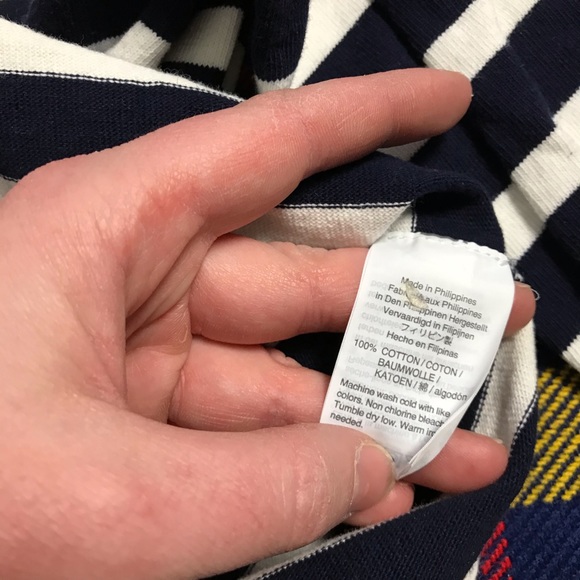 Made in Philippines
Fabriqué aux Philippines
In Den Philippinen Hergestellt
Vervaardigd in Filipijnen
フィリピン製
Hecho en Filipinas
100% COTTON / COTON /
BAUMWOLLE /
KATOEN / 綿 / algodón
Machine wash cold with like
colors. Non chlorine bleach
Tumble dry low. Warm
needed.